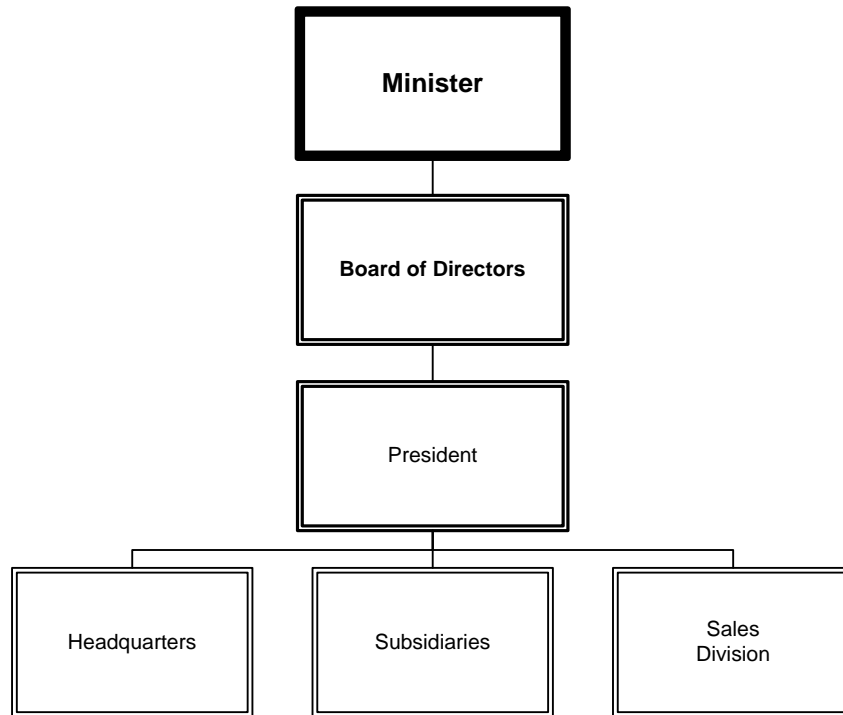 Minister
Board of Directors
President
Headquarters
Subsidiaries
Sales
Division